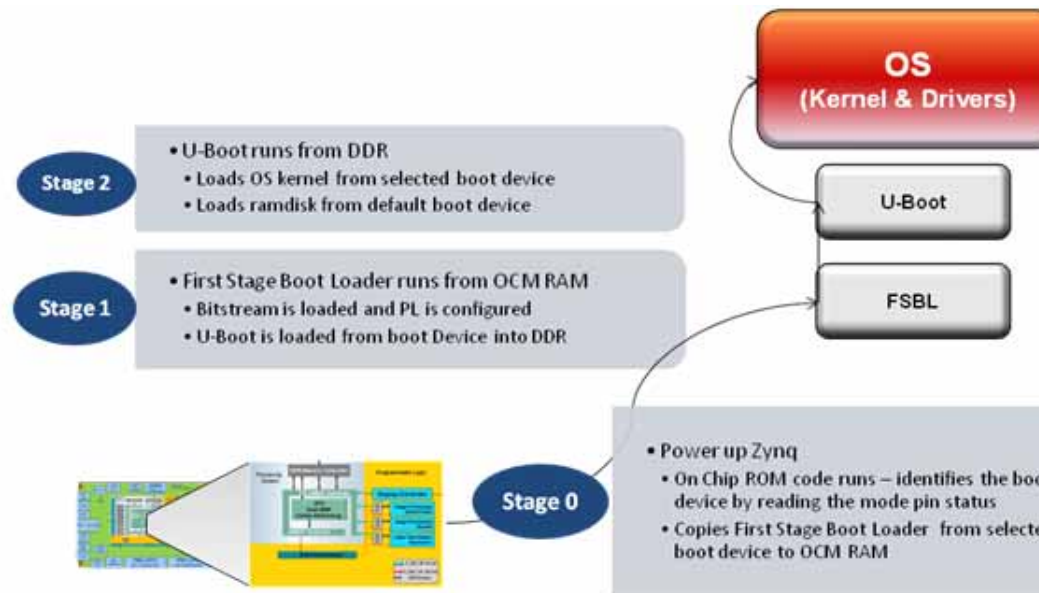 OS
(Kernel & Drivers)
• U-Boot runs from DDR
• Loads OS kernel from selected boot device
• Loads ramdisk from default boot device
Stage 2
U-Boot
• First Stage Boot Loader runs from OCM RAM
• Bitstream is loaded and PL is configured
• U-Boot is loaded from boot Device into DDR
Stage 1
FSBL
Stage 0
• Power up Zynq
• On Chip ROM code runs – identifies the boo
device by reading the mode pin status
• Copies First Stage Boot Loader from selecte
boot device to OCM RAM
Programmable Logic